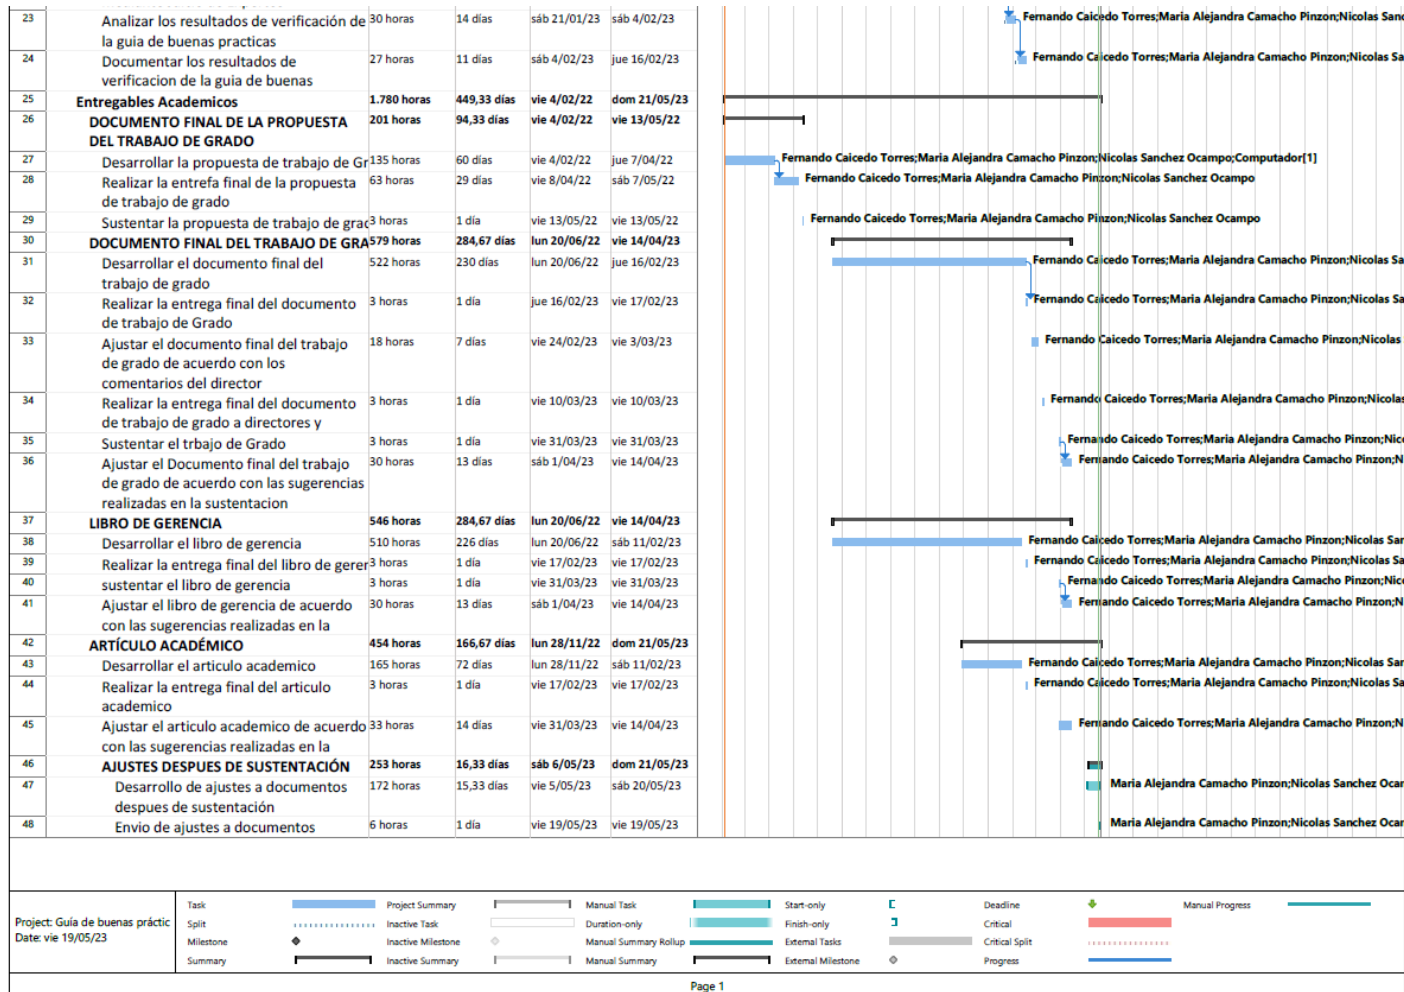 23 Analizar los resultados de verificación de 30 horas 14 días sáb 21/01/23 sáb 4/02/23 Fernando Caicedo Torres;Maria Alejandra Camacho Pinzon;Nicolas
la guia de buenas practicas
24 Documentar los resultados de 27 horas 11 días sáb 4/02/23 jue 16/02/23 Fernando Caicedo Torres;Maria Alejandra Camacho Pinzon;Nicolas Sa
verificacion de la guia de buenas
25 Entregables Academicos 1.780 horas 449,33 días vie 4/02/22 dom 21/05/23
26 DOCUMENTO FINAL DE LA PROPUESTA 201 horas 94,33 días vie 4/02/22 vie 13/05/22
DEL TRABAJO DE GRADO
27 Desarrollar la propuesta de trabajo de Gr 135 horas 60 días vie 4/02/22 jue 7/04/22 Fernando Caicedo Torres;Maria Alejandra Camacho Pinzon;Nicolas Sanchez Ocampo;Computador[1]
28 Realizar la entrefa final de la propuesta 63 horas 29 días vie 8/04/22 sáb 7/05/22 Fernando Caicedo Torres;Maria Alejandra Camacho Pinzon;Nicolas Sanchez Ocampo
de trabajo de grado
29 Sustentar la propuesta de trabajo de grad 3 horas 1 día vie 13/05/22 vie 13/05/22 Fernando Caicedo Torres;Maria Alejandra Camacho Pinzon;Nicolas Sanchez Ocampo
30 DOCUMENTO FINAL DEL TRABAJO DE GRA 579 horas 284,67 días lun 20/06/22 vie 14/04/23
31 Desarrollar el documento final del 522 horas 230 días lun 20/06/22 jue 16/02/23 Fernando Caicedo Torres;Maria Alejandra Camacho Pinzon;Nicolas Sa
trabajo de grado
32 Realizar la entrega final del documento 3 horas 1 día jue 16/02/23 vie 17/02/23 Fernando Caicedo Torres;Maria Alejandra Camacho Pinzon;Nicolas Sa
de trabajo de Grado
33 Ajustar el documento final del trabajo 18 horas 7 días vie 24/02/23 vie 3/03/23 Fernando Caicedo Torres;Maria Alejandra Camacho Pinzon;Nicolas
de grado de acuerdo con los
comentarios del director
34 Realizar la entrega final del documento 3 horas 1 día vie 10/03/23 vie 10/03/23 Fernando Caicedo Torres;Maria Alejandra Camacho Pinzon;Nicolas
de trabajo de grado a directores y
35 Sustentar el trbajo de Grado 3 horas 1 día vie 31/03/23 vie 31/03/23 Fernando Caicedo Torres;Maria Alejandra Camacho Pinzon;Nic
36 Ajustar el Documento final del trabajo 30 horas 13 días sáb 1/04/23 vie 14/04/23 Fernando Caicedo Torres;Maria Alejandra Camacho Pinzon;N
de grado de acuerdo con las sugerencias
realizadas en la sustentacion
37 LIBRO DE GERENCIA 546 horas 284,67 días lun 20/06/22 vie 14/04/23
38 Desarrollar el libro de gerencia 510 horas 226 días lun 20/06/22 sáb 11/02/23 Fernando Caicedo Torres;Maria Alejandra Camacho Pinzon;Nicolas Sar
39 Realizar la entrega final del libro de gerer 3 horas 1 día vie 17/02/23 vie 17/02/23 Fernando Caicedo Torres;Maria Alejandra Camacho Pinzon;Nicolas Sa
40 sustentar el libro de gerencia 3 horas 1 día vie 31/03/23 vie 31/03/23 Fernando Caicedo Torres;Maria Alejandra Camacho Pinzon;Nic
41 Ajustar el libro de gerencia de acuerdo 30 horas 13 días sáb 1/04/23 vie 14/04/23 Fernando Caicedo Torres;Maria Alejandra Camacho Pinzon;N
con las sugerencias realizadas en la
42 ARTÍCULO ACADÉMICO 454 horas 166,67 días lun 28/11/22 dom 21/05/23
43 Desarrollar el articulo academico 165 horas 72 días lun 28/11/22 sáb 11/02/23 Fernando Caicedo Torres;Maria Alejandra Camacho Pinzon;Nicolas Sar
44 Realizar la entrega final del articulo 3 horas 1 día vie 17/02/23 vie 17/02/23 Fernando Caicedo Torres;Maria Alejandra Camacho Pinzon;Nicolas Sa
academico
45 Ajustar el articulo academico de acuerdo 33 horas 14 días vie 31/03/23 vie 14/04/23 Fernando Caicedo Torres;Maria Alejandra Camacho Pinzon;N
con las sugerencias realizadas en la
46 AJUSTES DESPUES DE SUSTENTACIÓN 253 horas 16,33 días sáb 6/05/23 dom 21/05/23
47 Desarrollo de ajustes a documentos 172 horas 15,33 días vie 5/05/23 sáb 20/05/23 Maria Alejandra Camacho Pinzon;Nicolas Sanchez Ocar
despues de sustentación
48 Envio de ajustes a documentos 6 horas 1 día vie 19/05/23 vie 19/05/23 Maria Alejandra Camacho Pinzon;Nicolas Sanchez Ocar
Project: Guía de buenas práctic
Date: vie 19/05/23
Task Project Summary Manual Task Start-only Deadline Manual Progress
Split Inactive Task Duration-only Finish-only Critical
Milestone Inactive Milestone Manual Summary Rollup External Tasks Critical Split
Summary Inactive Summary Manual Summary External Milestone Progress
Page 1